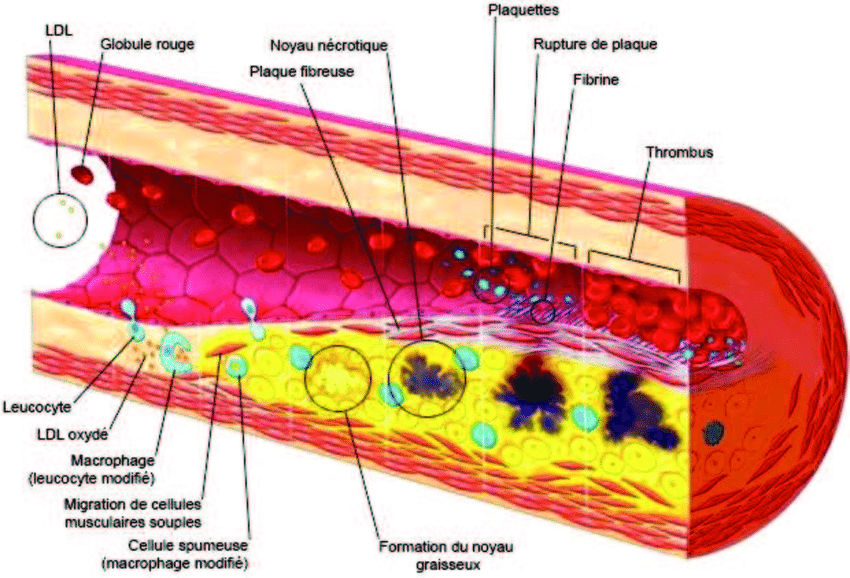 LDL
Globule rouge
Noyau nécrotique
Plaque fibreuse
Plaquettes
Rupture de plaque
Fibrine
Thrombus
Leucocyte
LDL oxydé
Macrophage
(leucocyte modifié)
Migration de cellules
musculaires souples
Cellule spumeuse
(macrophage modifié)
Formation du noyau
graisseux